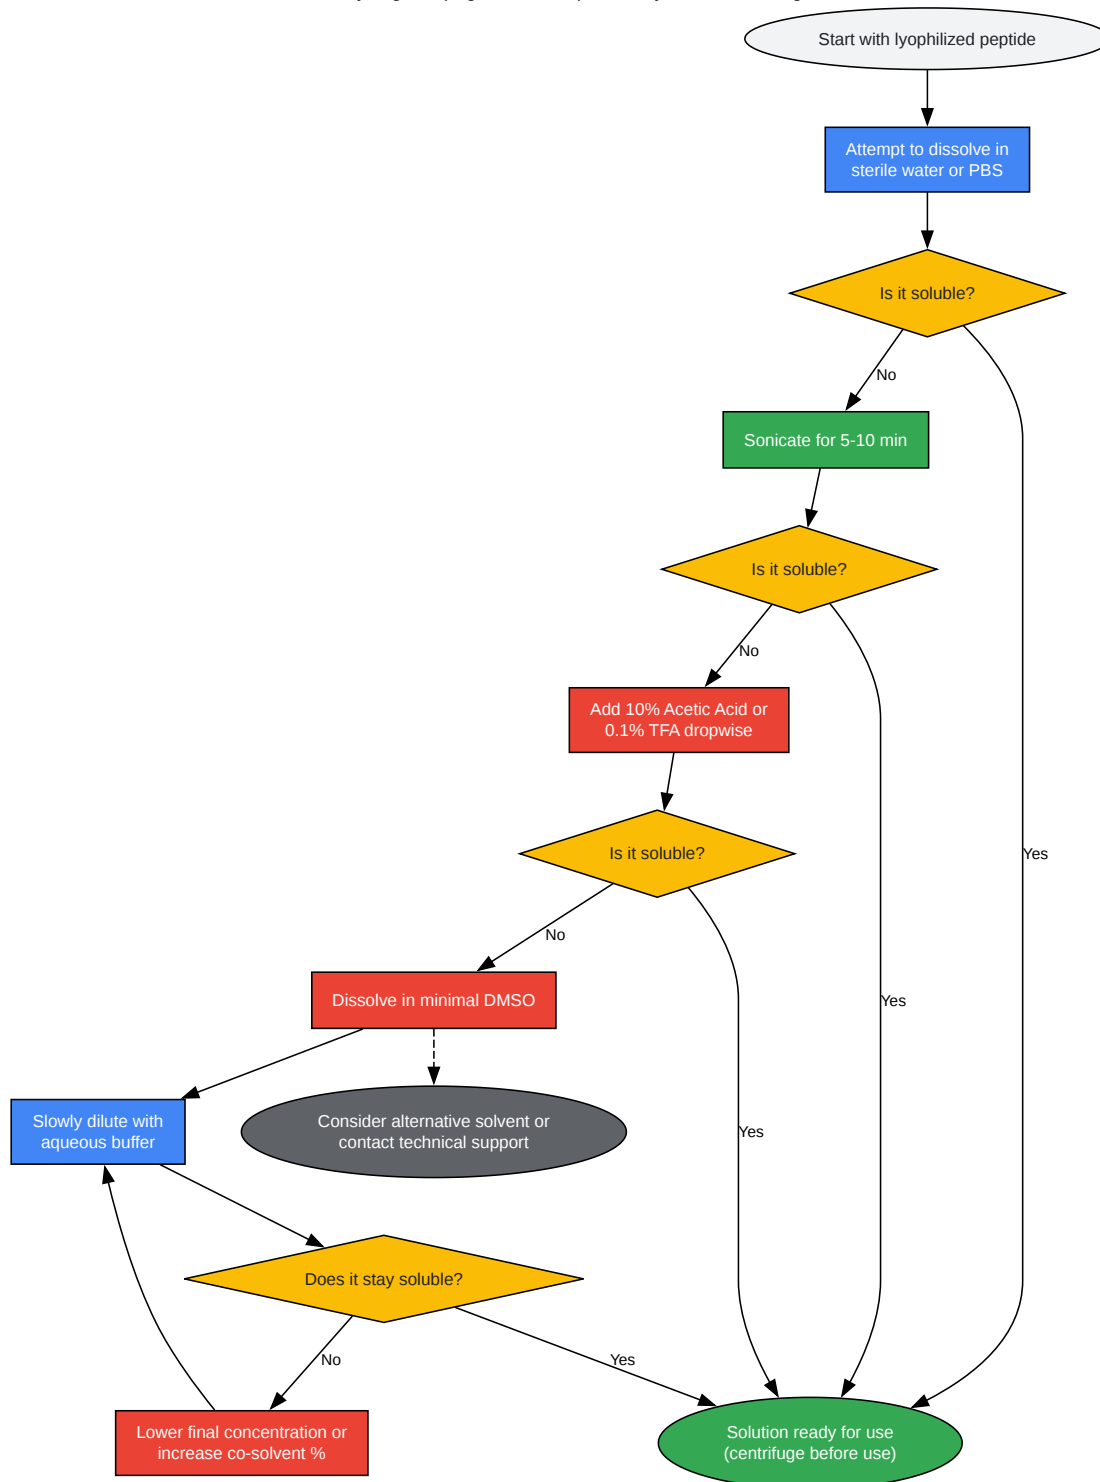 Start with lyophilized peptide
Attempt to dissolve in
sterile water or PBS
Is it soluble?
No
Sonicate for 5-10 min
Is it soluble?
No
Add 10% Acetic Acid or
0.1% TFA dropwise
Is it soluble?
Yes
No
Dissolve in minimal DMSO
Yes
Slowly dilute with
aqueous buffer
Consider alternative solvent or
contact technical support
Yes
Does it stay soluble?
No
Yes
Lower final concentration or
increase co-solvent %
Solution ready for use
(centrifuge before use)